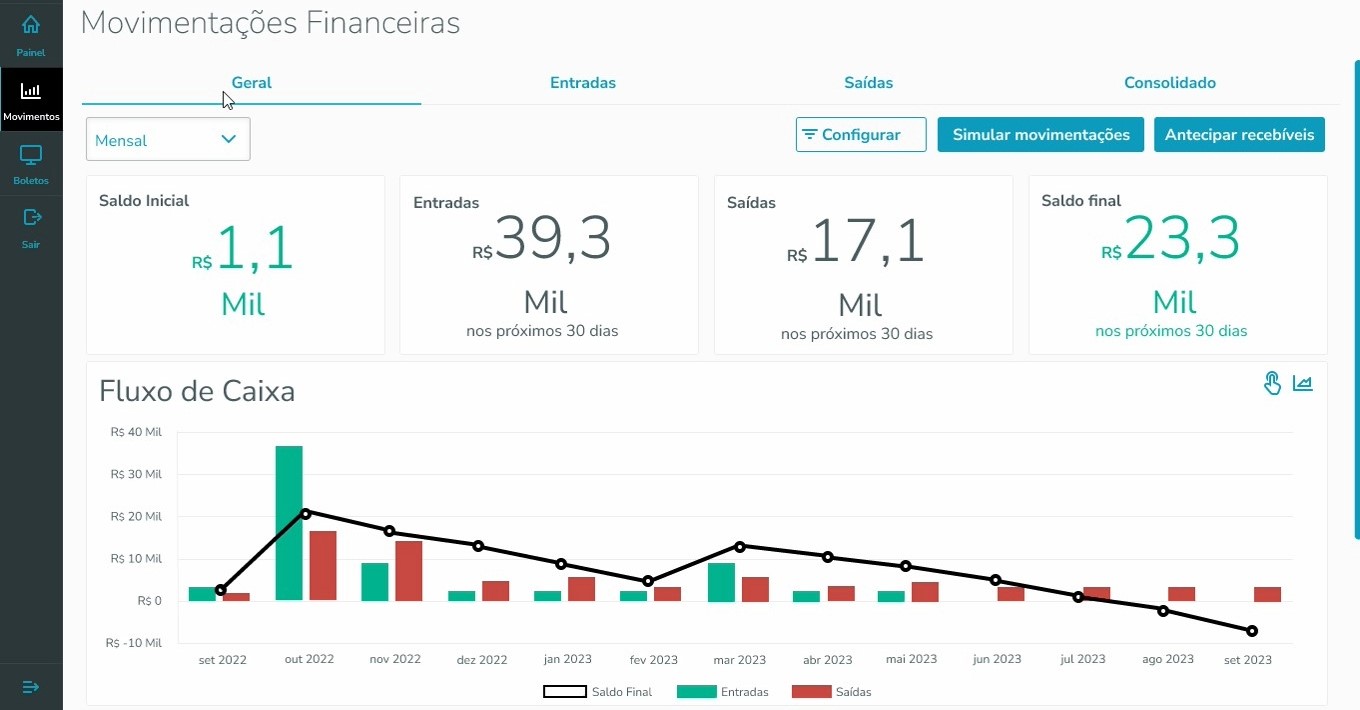 Movimentações Financeiras
Painel
Movimentos
Boletos
Sair
Geral Entradas Saídas Consolidado
Mensal
Configurar Simular movimentações Antecipar recebíveis
Saldo Inicial
R$ 1,1
Mil
Entradas
R$ 39,3
Mil
nos próximos 30 dias
Saídas
R$ 17,1
Mil
nos próximos 30 dias
Saldo final
R$ 23,3
Mil
nos próximos 30 dias
Fluxo de Caixa
R$ 40 Mil
R$ 30 Mil
R$ 20 Mil
R$ 10 Mil
R$ 0
R$ -10 Mil
set 2022 out 2022 nov 2022 dez 2022 jan 2023 fev 2023 mar 2023 abr 2023 mai 2023 jun 2023 jul 2023 ago 2023 set 2023
Saldo Final Entradas Saídas